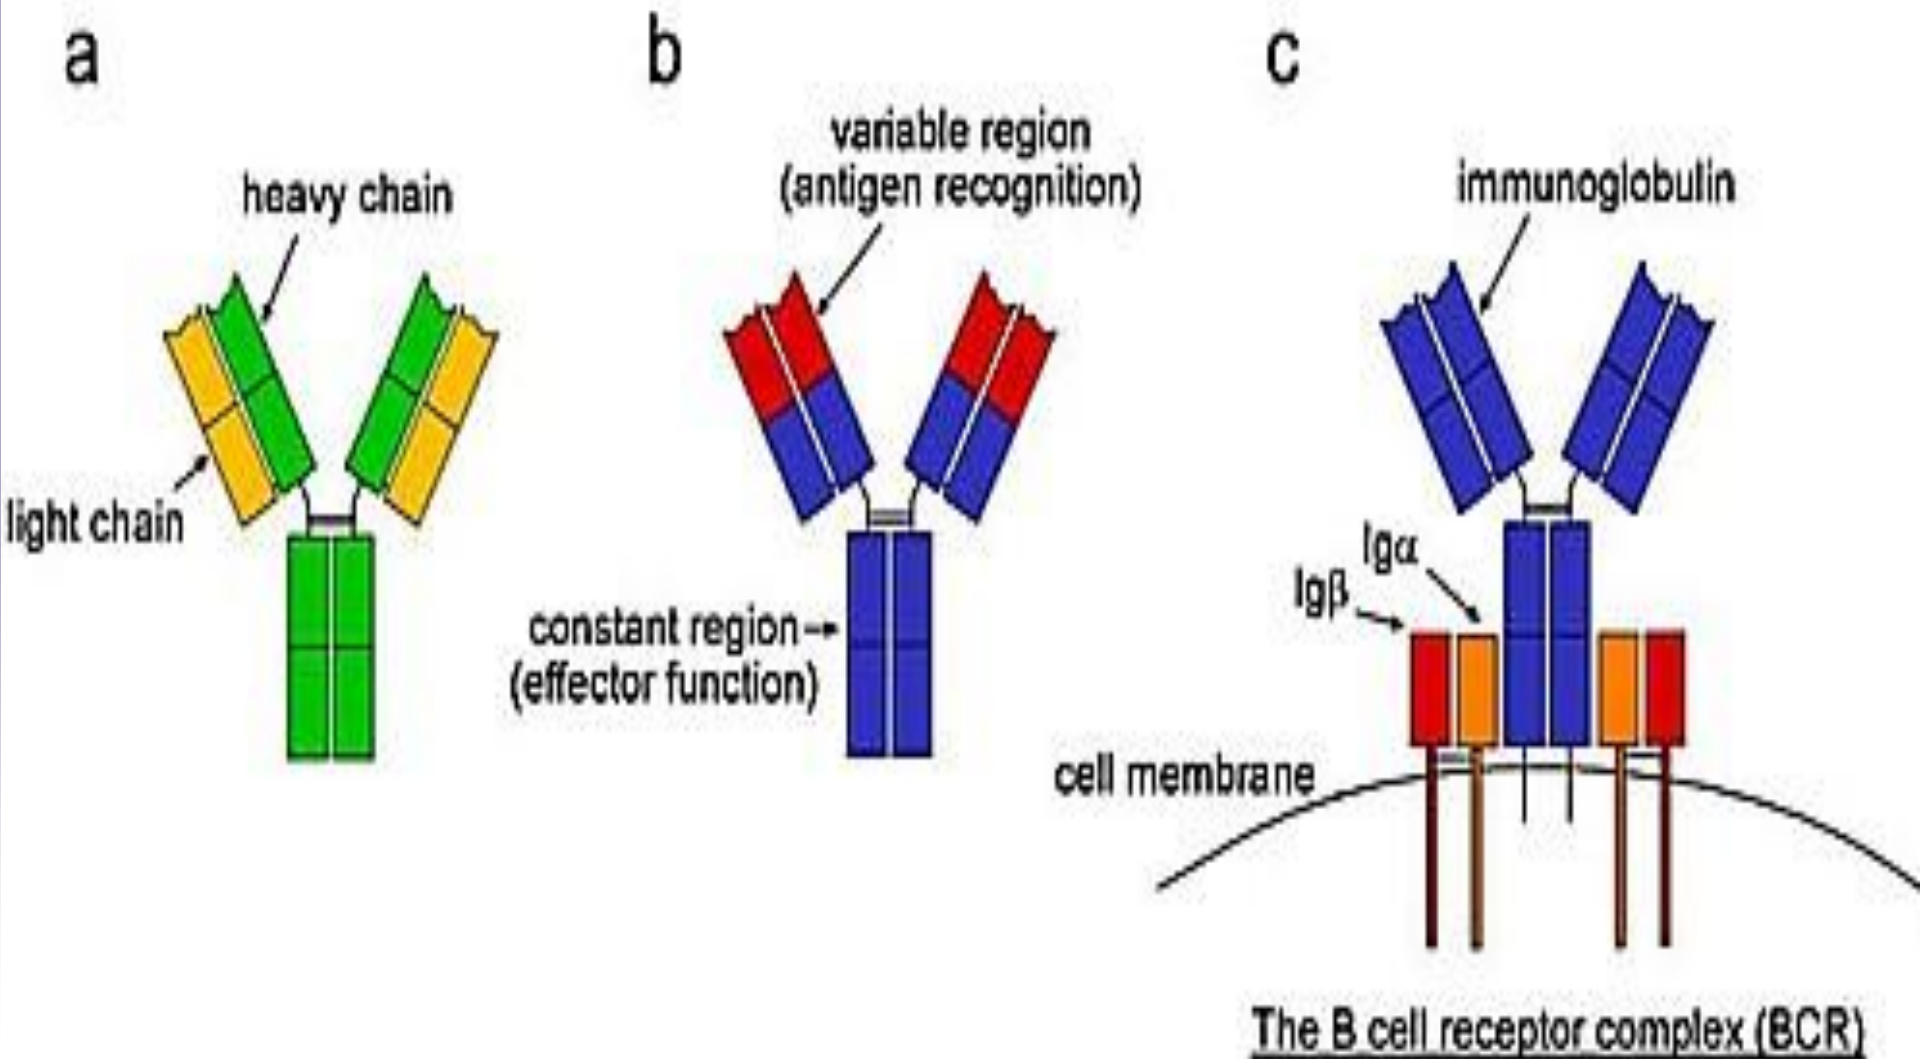 a
heavy chain
light chain
b
variable region
(antigen recognition)
constant region
(effector function)
c
immunoglobulin
Igα
Igβ
cell membrane
The B cell receptor complex (BCR)